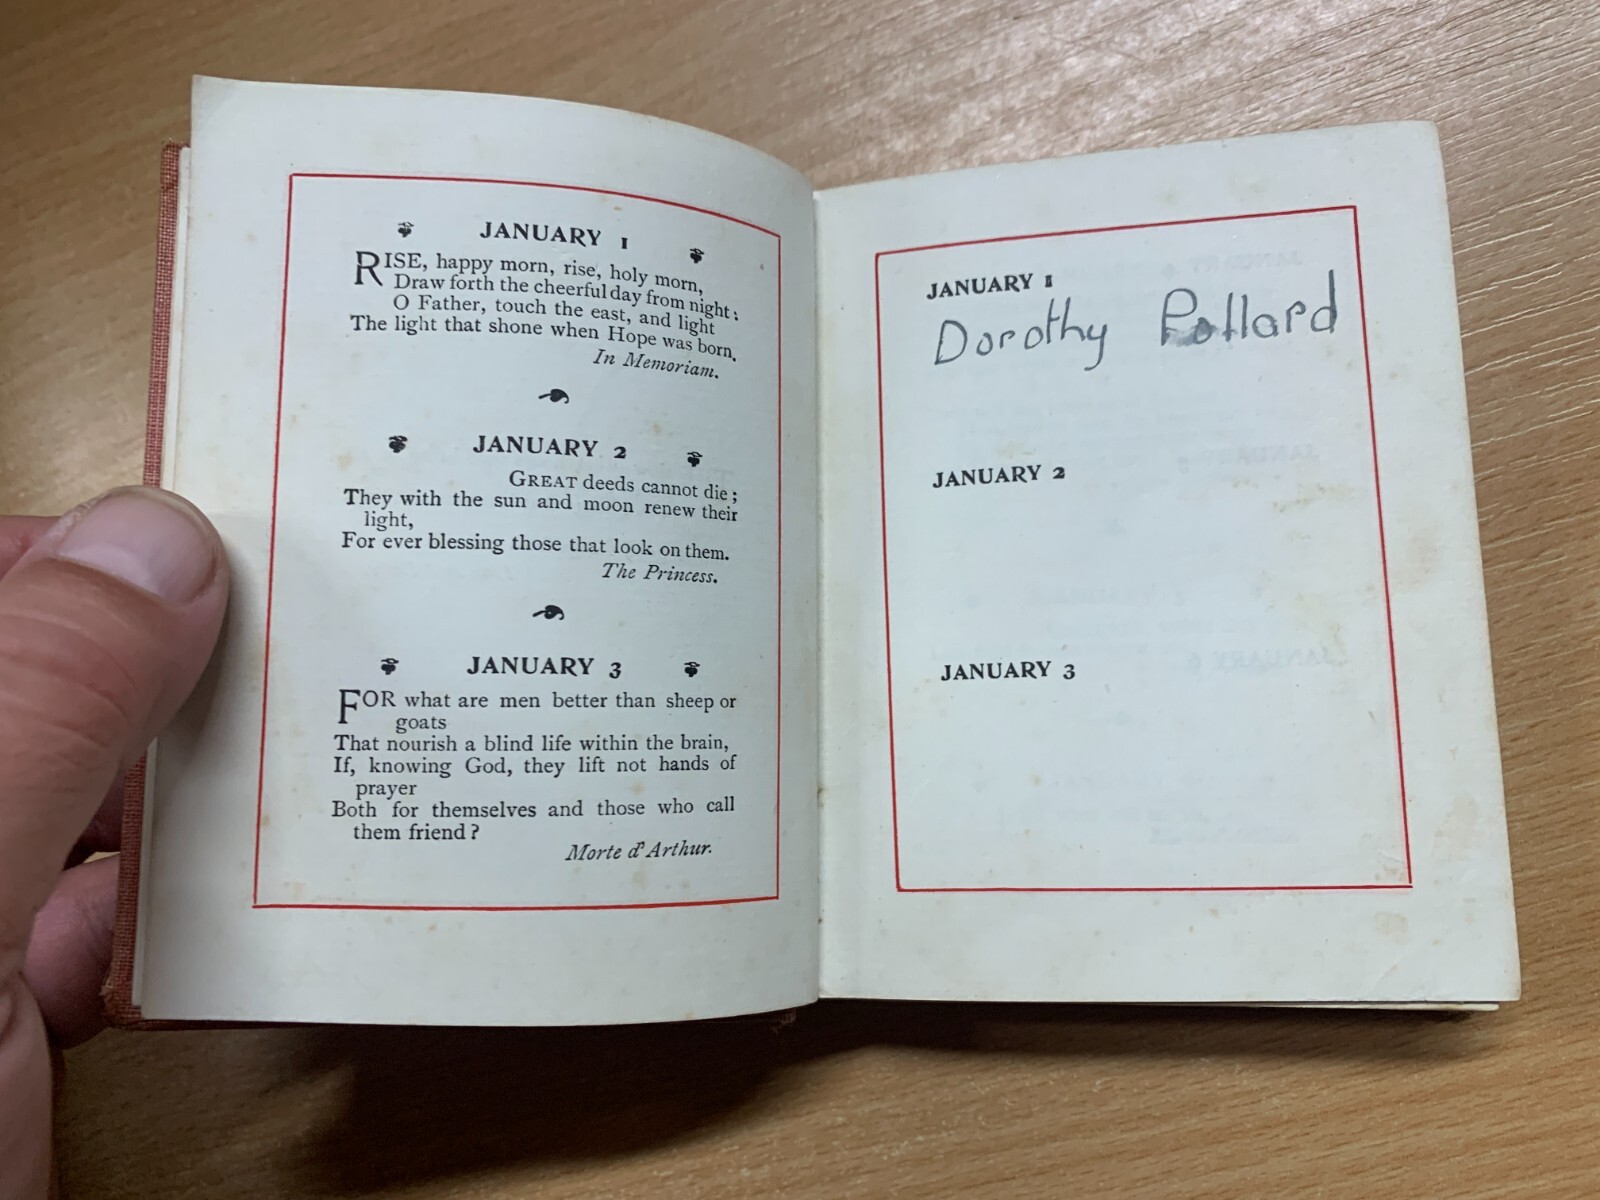 JANUARY 1
RISE, happy morn, rise, holy morn,
Draw forth the cheerful day from night:
O Father, touch the east, and light
The light that shone when Hope was born.
In Memoriam.
JANUARY 2
GREAT deeds cannot die;
They with the sun and moon renew their
light,
For ever blessing those that look on them.
The Princess.
JANUARY 3
FOR what are men better than sheep or
goats
That nourish a blind life within the brain,
If, knowing God, they lift not hands of
prayer
Both for themselves and those who call
them friend?
Morte d'Arthur.
JANUARY 1
Dorothy Pollard
JANUARY 2
JANUARY 3